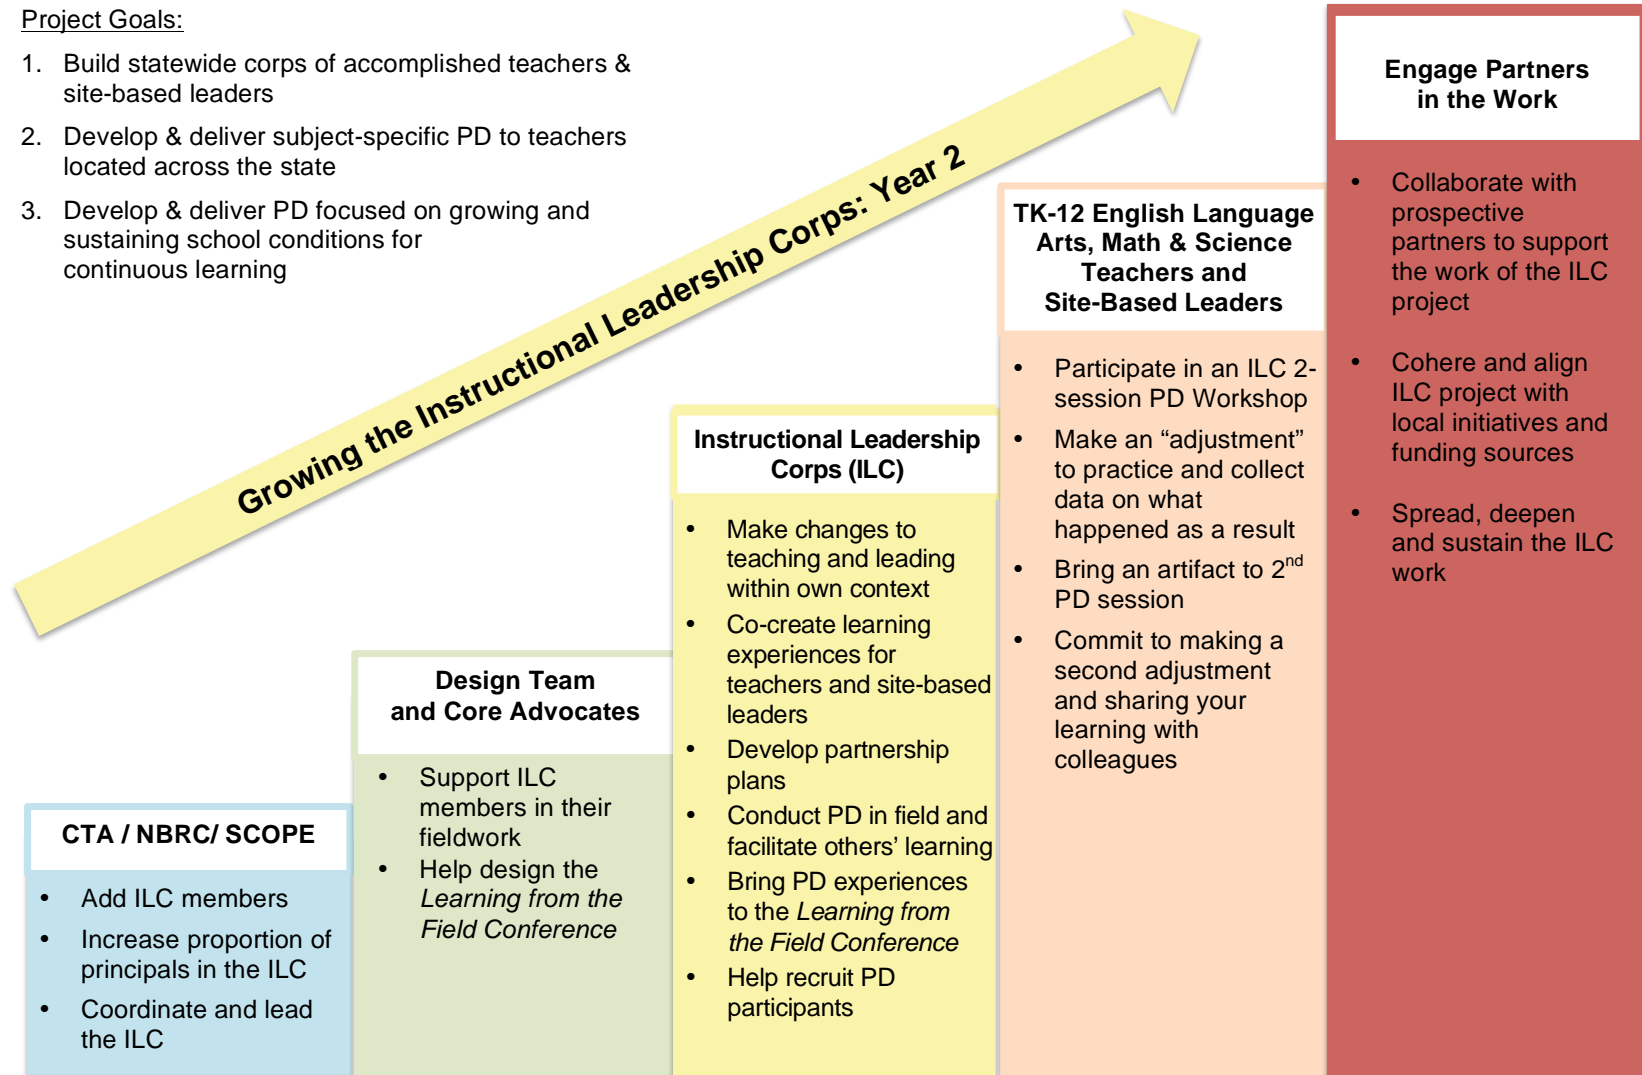 Project Goals:
1. Build statewide corps of accomplished teachers &
site-based leaders
2. Develop & deliver subject-specific PD to teachers
located across the state
3. Develop & deliver PD focused on growing and
sustaining school conditions for
continuous learning
Growing the Instructional Leadership Corps: Year 2
CTA / NBRC/ SCOPE
• Add ILC members
• Increase proportion of
principals in the ILC
• Coordinate and lead
the ILC
Design Team
and Core Advocates
• Support ILC
members in their
fieldwork
• Help design the
Learning from the
Field Conference
Instructional Leadership
Corps (ILC)
• Make changes to
teaching and leading
within own context
• Co-create learning
experiences for
teachers and site-based
leaders
• Develop partnership
plans
• Conduct PD in field and
facilitate others’ learning
• Bring PD experiences
to the Learning from
the Field Conference
• Help recruit PD
participants
TK-12 English Language
Arts, Math & Science
Teachers and
Site-Based Leaders
• Participate in an ILC 2-
session PD Workshop
• Make an “adjustment”
to practice and collect
data on what
happened as a result
• Bring an artifact to 2nd
PD session
• Commit to making a
second adjustment
and sharing your
learning with
colleagues
Engage Partners
in the Work
• Collaborate with
prospective
partners to support
the work of the ILC
project
• Cohere and align
ILC project with
local initiatives and
funding sources
• Spread, deepen
and sustain the ILC
work